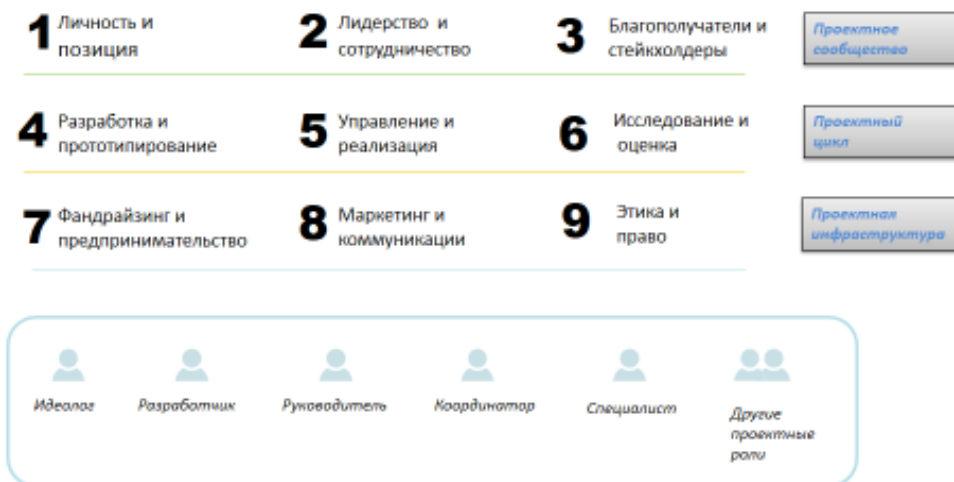 1 Личность и
позиция
2 Лидерство и
сотрудничество
3 Благополучатели и
стейкхолдеры
Проектное
сообщество
4 Разработка и
прототипирование
5 Управление и
реализация
6 Исследование и
оценка
Проектный
цикл
7 Фандрайзинг и
предпринимательство
8 Маркетинг и
коммуникации
9 Этика и
право
Проектная
инфраструктура
Идеолог
Разработчик
Руководитель
Координатор
Специалист
Другие
проектные
роли